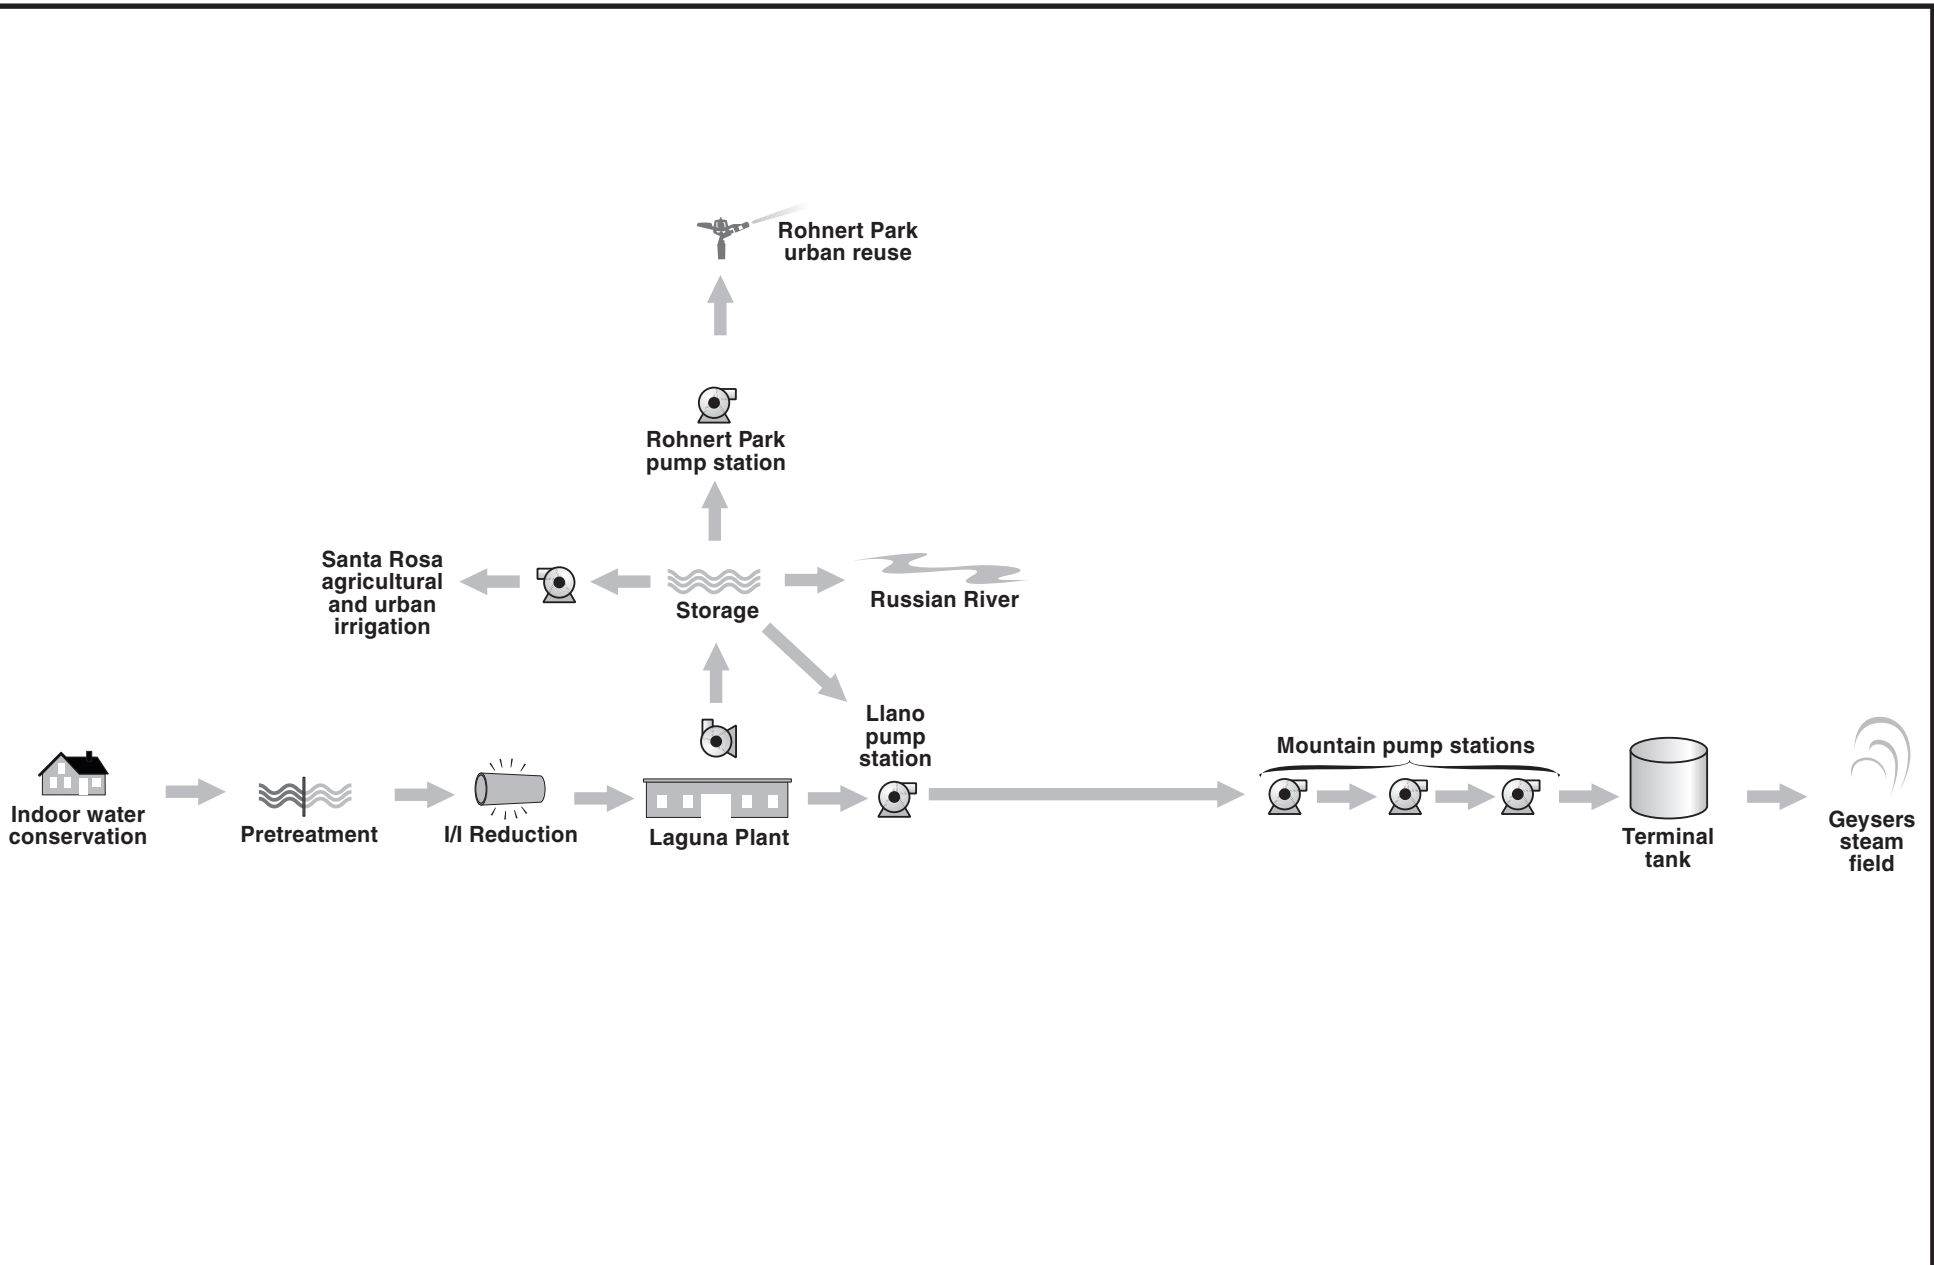 Rohnert Park
urban reuse
Rohnert Park
pump station
Santa Rosa
agricultural
and urban
irrigation
Storage
Russian River
Llano
pump
station
Mountain pump stations
Indoor water
conservation
Pretreatment
I/I Reduction
Laguna Plant
Terminal
tank
Geysers
steam
field